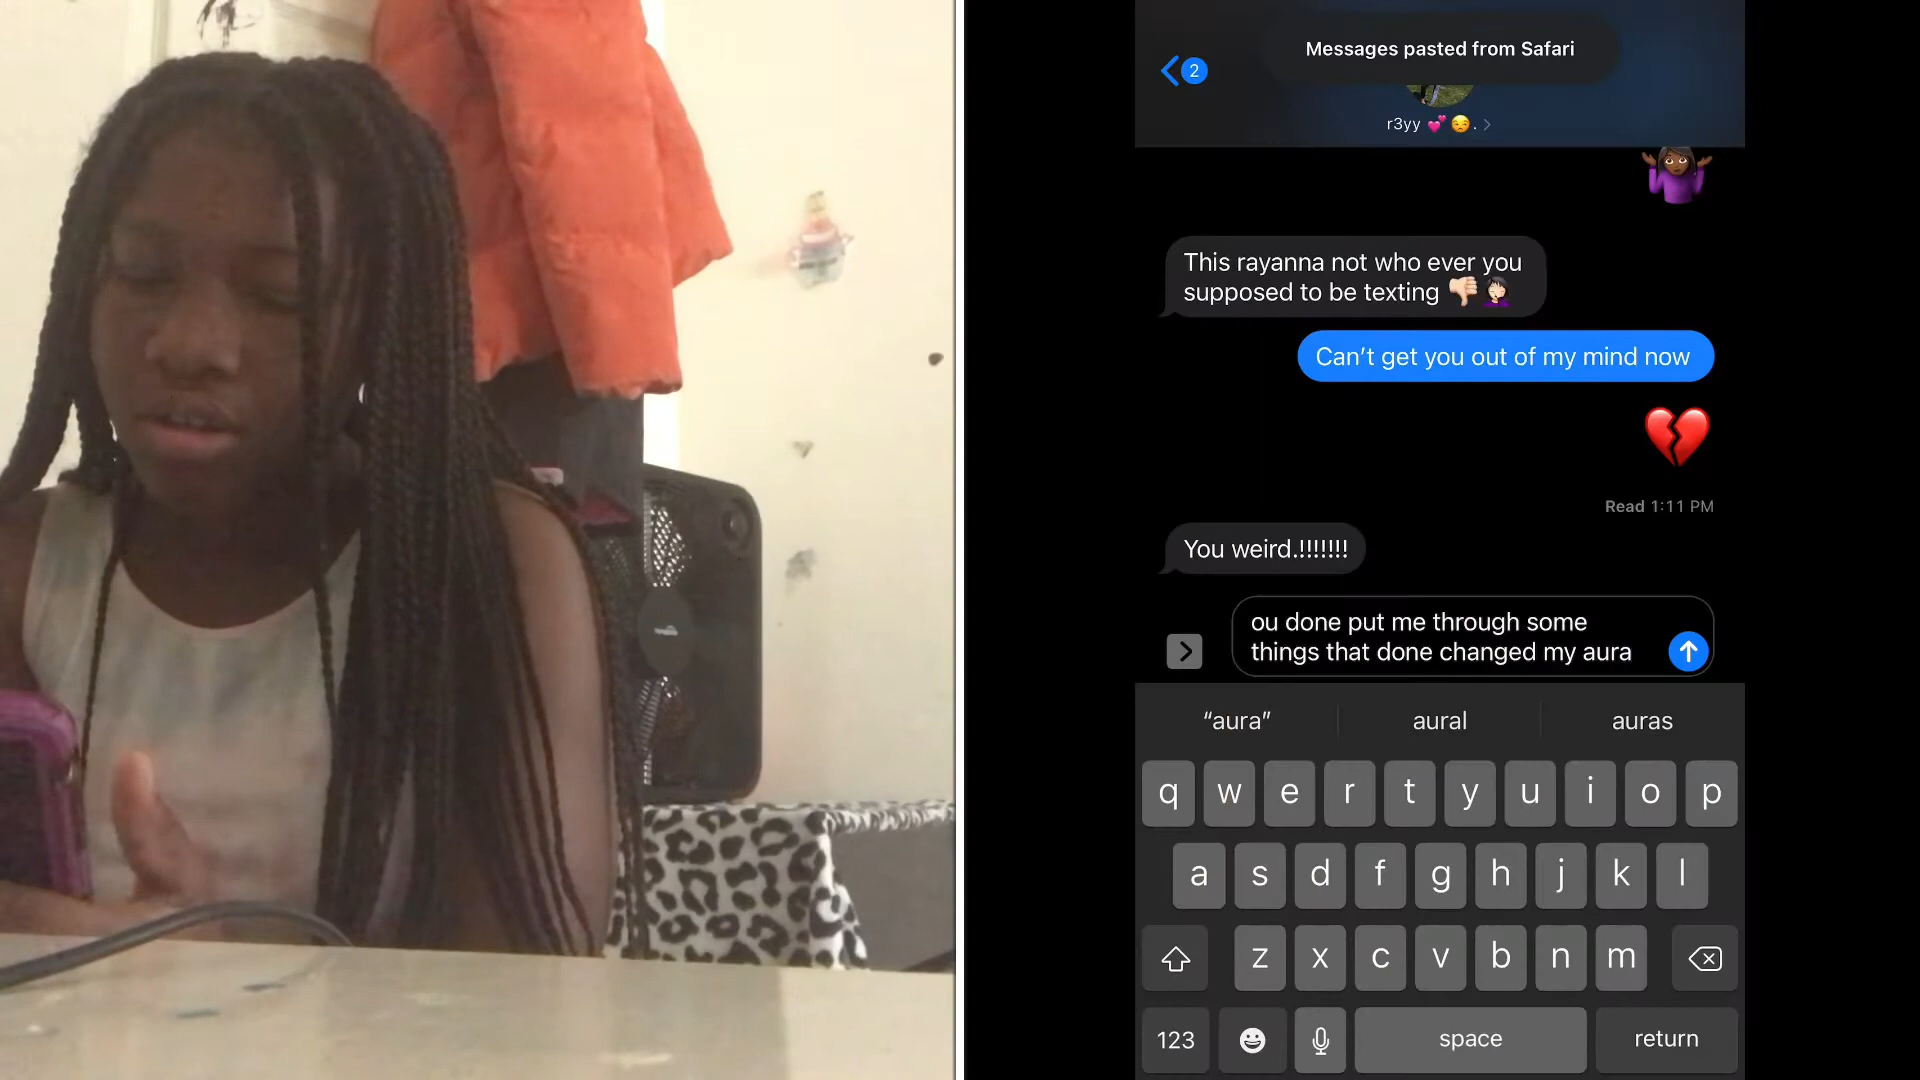 Messages pasted from Safari
2
r3yy 💕😒. >
🤷🏾‍♀️
This rayanna not who ever you
supposed to be texting 👎🏻🤦🏻‍♀️
Can't get you out of my mind now
💔
Read 1:11 PM
You weird.!!!!!!!
ou done put me through some
things that done changed my aura
"aura" aural auras
q w e r t y u i o p
a s d f g h j k l
z x c v b n m
123 space return